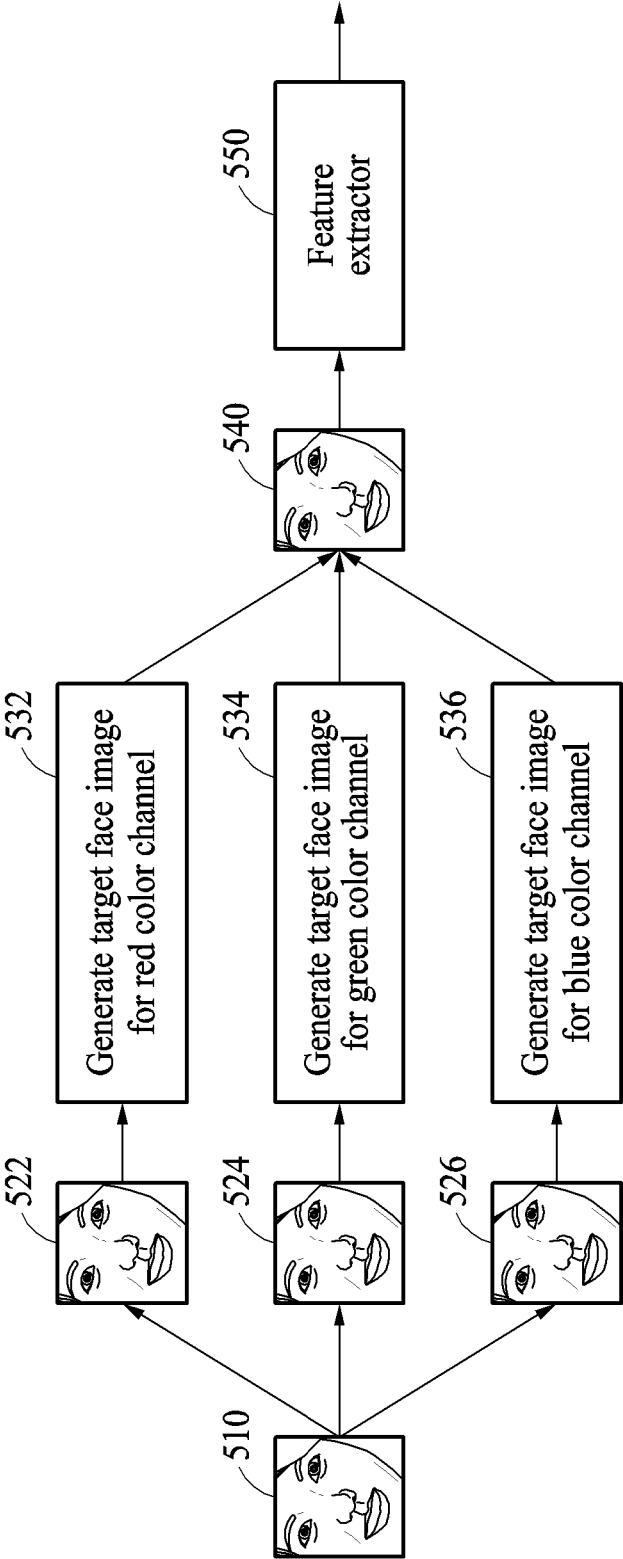 510
522
524
526
532
Generate target face image
for red color channel
534
Generate target face image
for green color channel
536
Generate target face image
for blue color channel
540
550
Feature
extractor